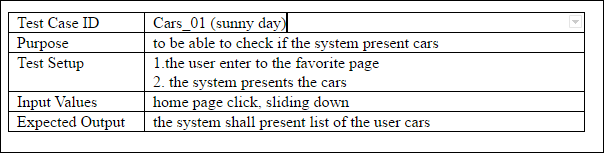 Test Case ID Cars_01 (sunny day)
Purpose to be able to check if the system present cars
Test Setup 1.the user enter to the favorite page
2. the system presents the cars
Input Values home page click, sliding down
Expected Output the system shall present list of the user cars